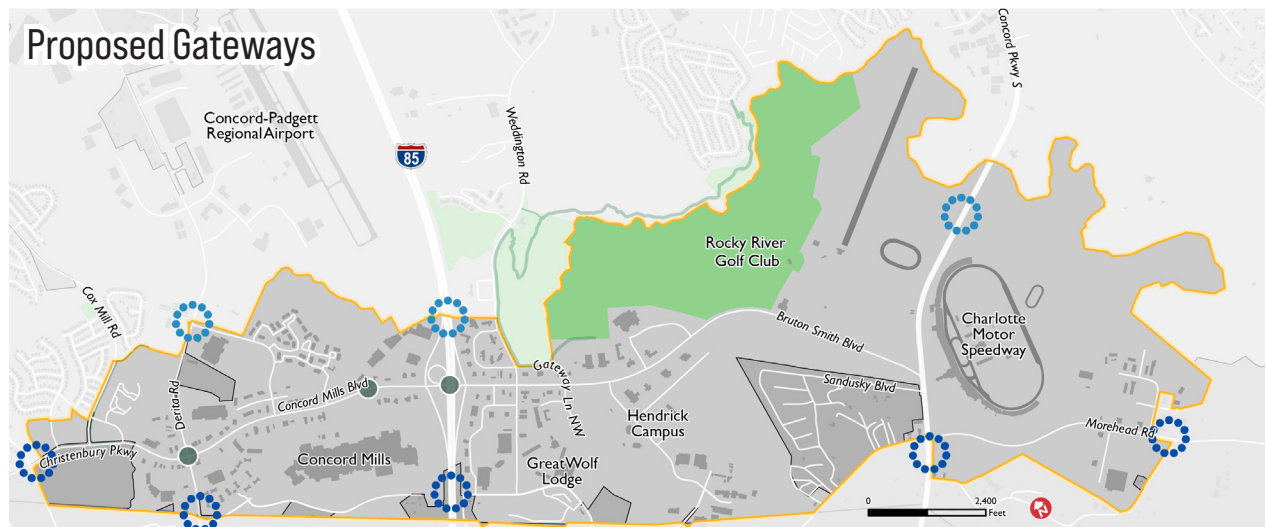 Proposed Gateways
Concord Pkwy S
Concord-Padgett
Regional Airport
85
Weddington Rd
Rocky River
Golf Club
Cox Mill Rd
Charlotte
Motor
Speedway
Bruton Smith Blvd
Gateway Ln NW
Sandusky Blvd
Derita Rd
Concord Mills Blvd
Hendrick
Campus
Morehead Rd
Christenbury Pkwy
Concord Mills
Great Wolf
Lodge
0 2,400
Feet